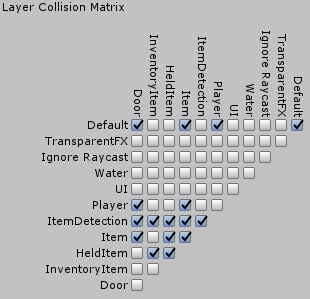 Layer Collision Matrix
Door
InventoryItem
HeldItem
Item
ItemDetection
Player
UI
Water
Ignore Raycast
TransparentFX
Default
Default
TransparentFX
Ignore Raycast
Water
UI
Player
ItemDetection
Item
HeldItem
InventoryItem
Door